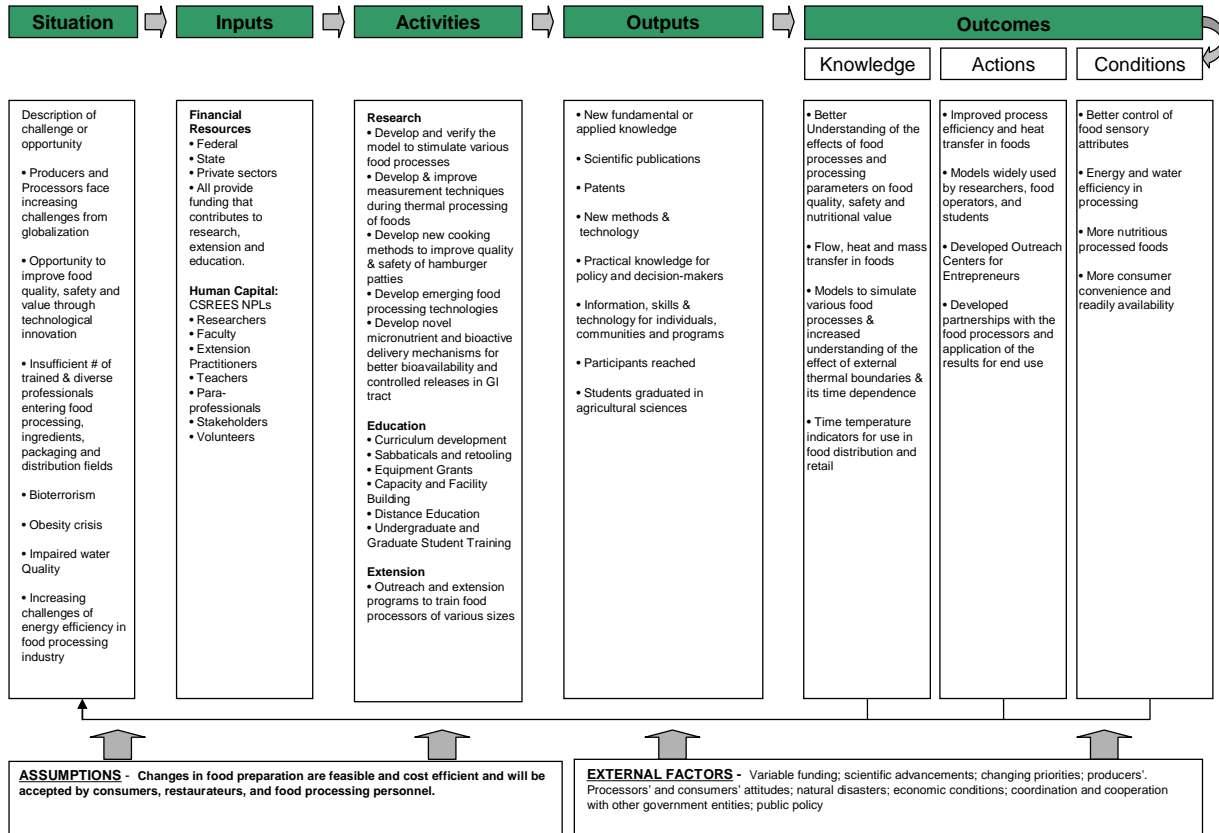 Situation
Inputs
Activities
Outputs
Outcomes
Knowledge
Actions
Conditions
Description of
challenge or
opportunity
• Producers and
Processors face
increasing
challenges from
globalization
• Opportunity to
improve food
quality, safety and
value through
technological
innovation
• Insufficient # of
trained & diverse
professionals
entering food
processing,
ingredients,
packaging and
distribution fields
• Bioterrorism
• Obesity crisis
• Impaired water
Quality
• Increasing
challenges of
energy efficiency in
food processing
industry
Financial
Resources
• Federal
• State
• Private sectors
• All provide
funding that
contributes to
research,
extension and
education.
Human Capital:
CSREES NPLs
• Researchers
• Faculty
• Extension
Practitioners
• Teachers
• Para-
professionals
• Stakeholders
• Volunteers
Research
• Develop and verify the
model to stimulate various
food processes
• Develop & improve
measurement techniques
during thermal processing
of foods
• Develop new cooking
methods to improve quality
& safety of hamburger
patties
• Develop emerging food
processing technologies
• Develop novel
micronutrient and bioactive
delivery mechanisms for
better bioavailability and
controlled releases in GI
tract
Education
• Curriculum development
• Sabbaticals and retooling
• Equipment Grants
• Capacity and Facility
Building
• Distance Education
• Undergraduate and
Graduate Student Training
Extension
• Outreach and extension
programs to train food
processors of various sizes
• New fundamental or
applied knowledge
• Scientific publications
• Patents
• New methods &
technology
• Practical knowledge for
policy and decision-makers
• Information, skills &
technology for individuals,
communities and programs
• Participants reached
• Students graduated in
agricultural sciences
• Better
Understanding of the
effects of food
processes and
processing
parameters on food
quality, safety and
nutritional value
• Flow, heat and mass
transfer in foods
• Models to simulate
various food
processes &
increased
understanding of the
effect of external
thermal boundaries &
its time dependence
• Time temperature
indicators for use in
food distribution and
retail
• Improved process
efficiency and heat
transfer in foods
• Models widely used
by researchers, food
operators, and
students
• Developed Outreach
Centers for
Entrepreneurs
• Developed
partnerships with the
food processors and
application of the
results for end use
• Better control of
food sensory
attributes
• Energy and water
efficiency in
processing
• More nutritious
processed foods
• More consumer
convenience and
readily availability
ASSUMPTIONS - Changes in food preparation are feasible and cost efficient and will be
accepted by consumers, restaurateurs, and food processing personnel.
EXTERNAL FACTORS - Variable funding; scientific advancements; changing priorities; producers'.
Processors' and consumers' attitudes; natural disasters; economic conditions; coordination and cooperation
with other government entities; public policy